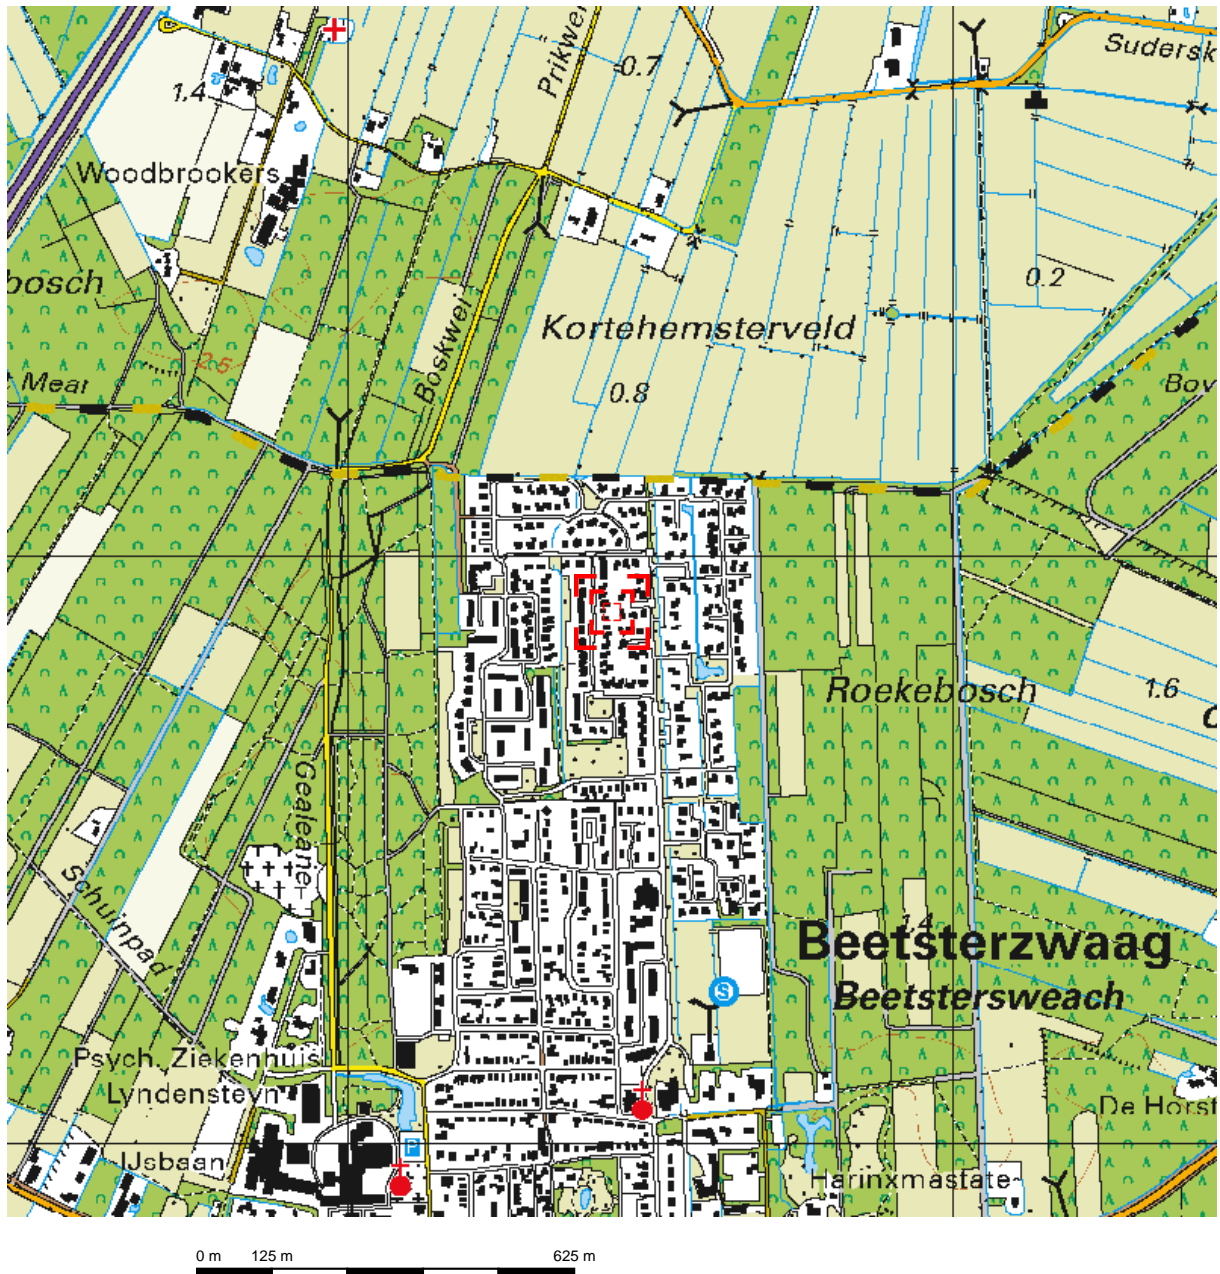 Sudersk
Prikwei
0.7
1.4
Woodbrookers
0.2
bosch
Kortehemsterveld
Boskwei
2.5
Mear
0.8
Bov
Roekebosch
1.6
C
Gealeane
Schuinpad
1.4
Beetsterzwaag
S
Beetstersweach
Psych. Ziekenhuis
Lyndensteyn
De Horst
P
IJsbaan
Harinxmastate
0 m 125 m 625 m